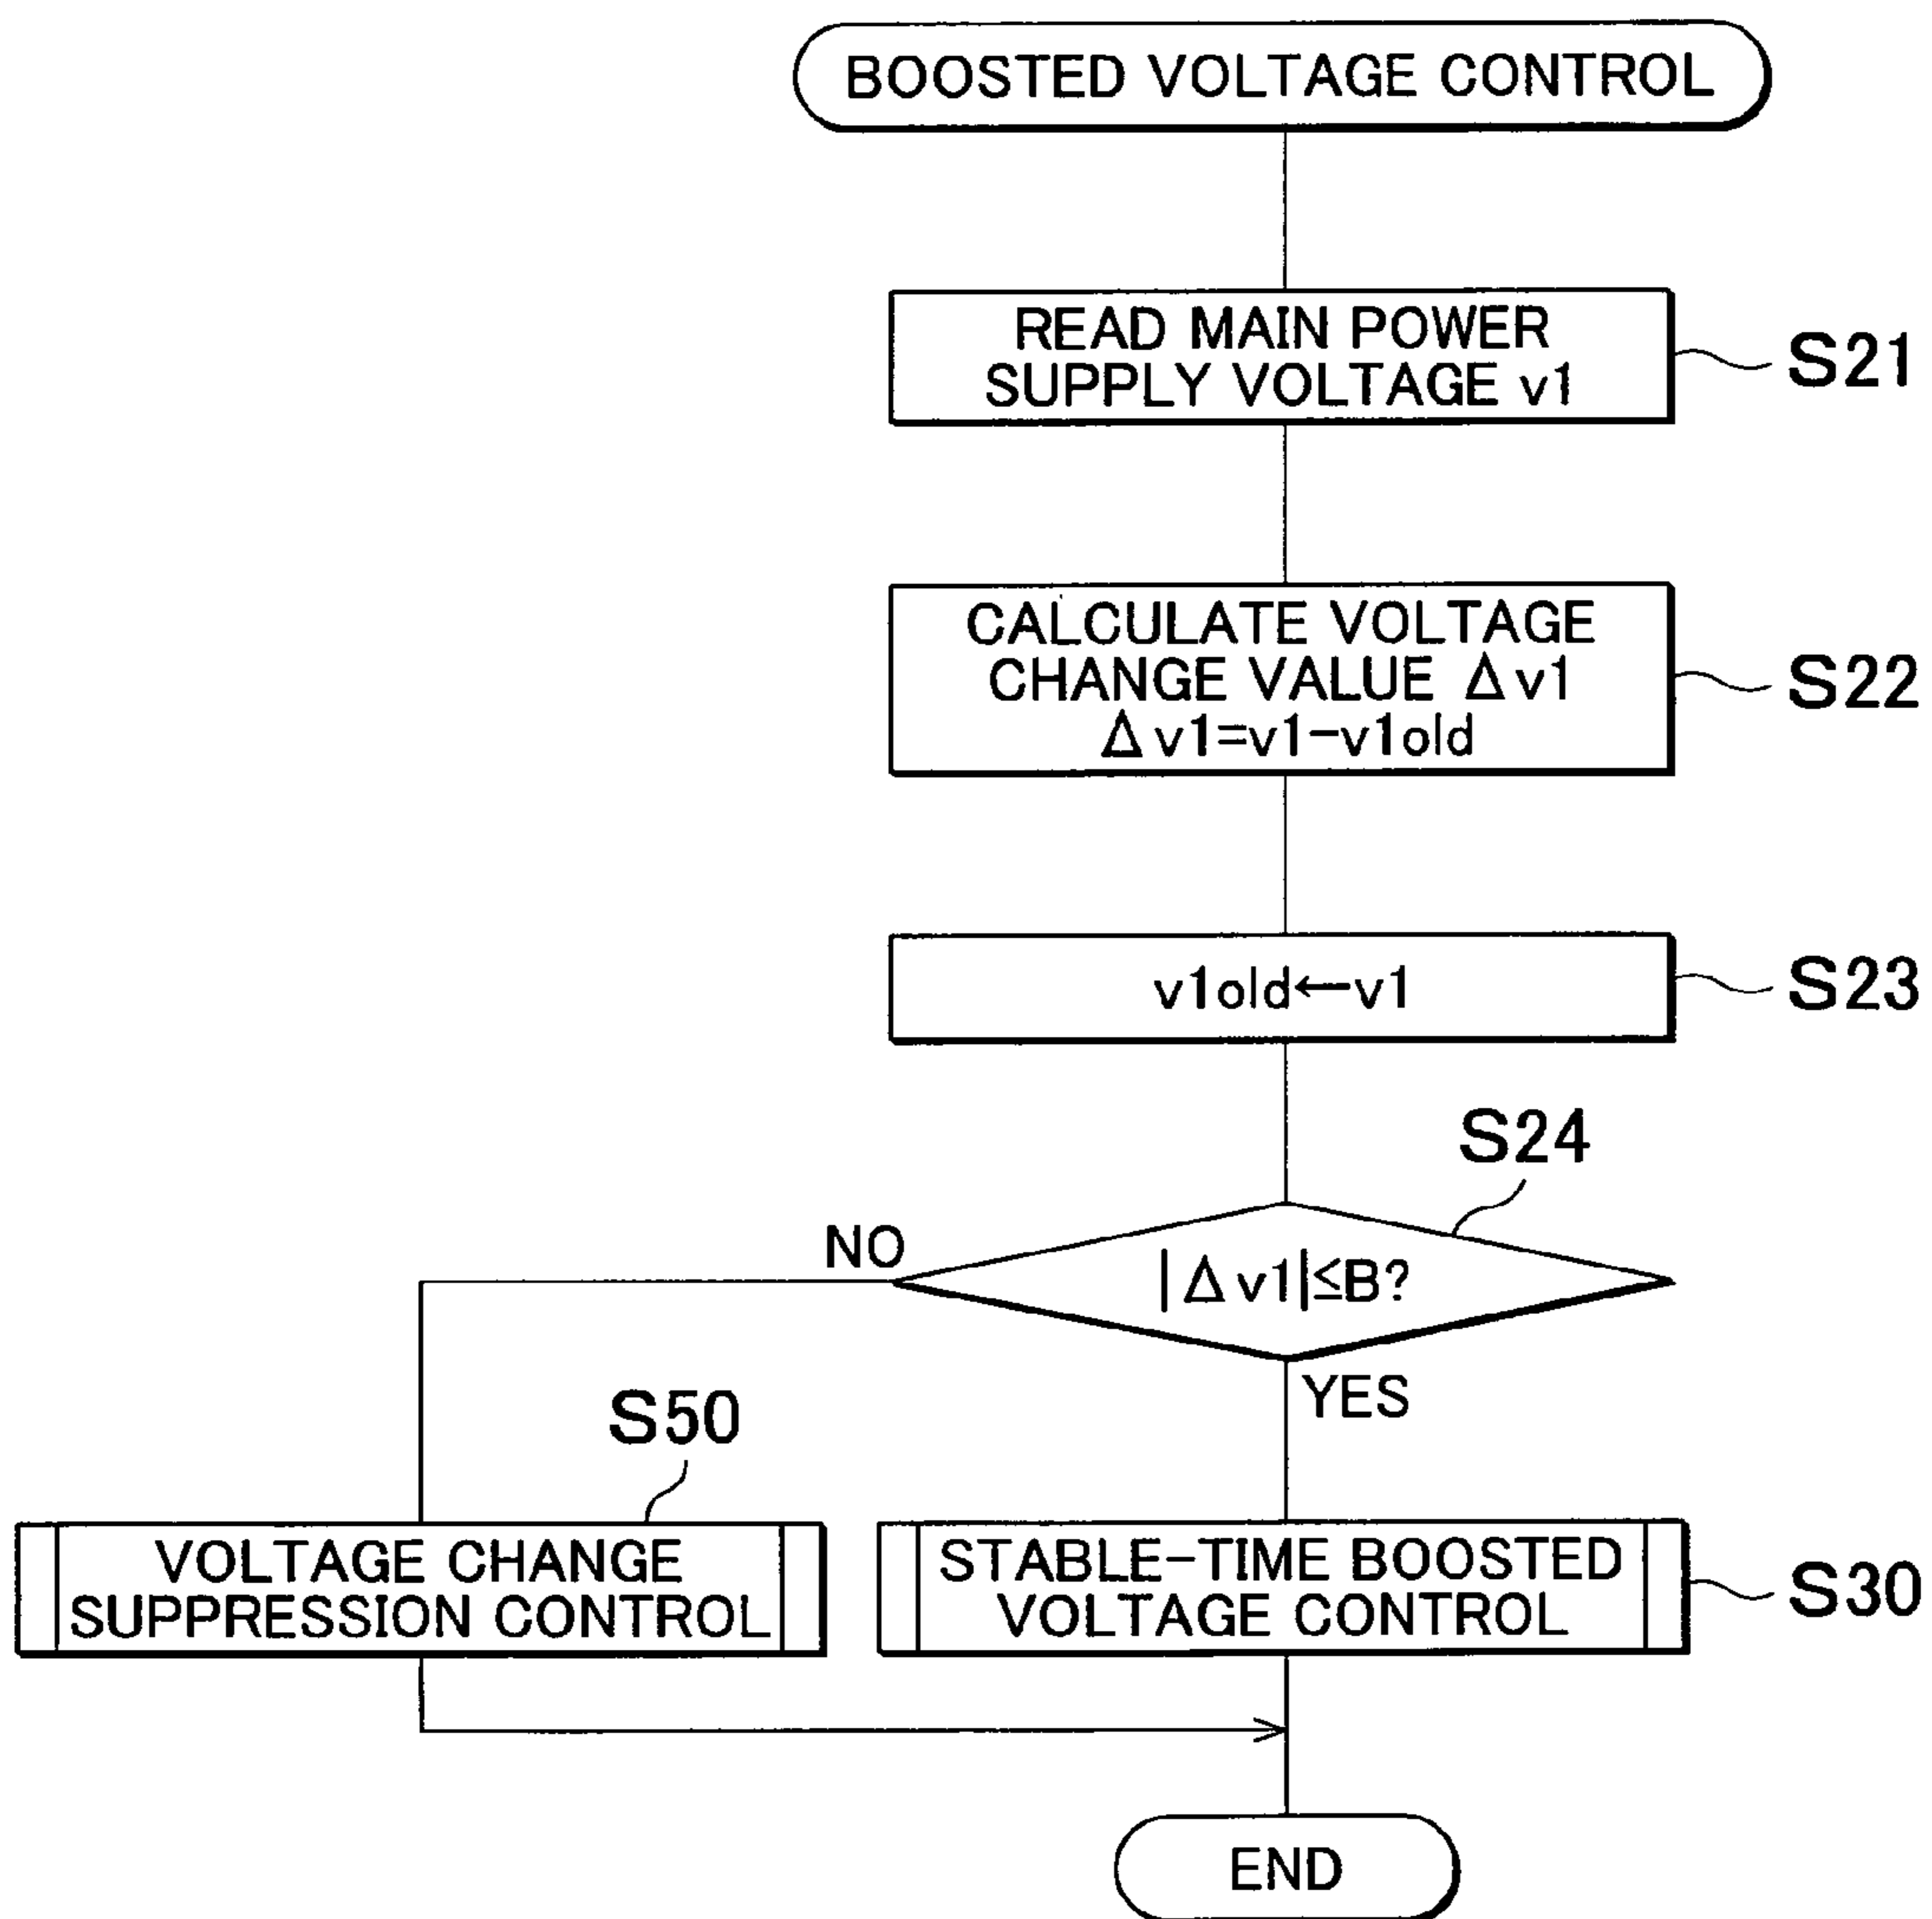 BOOSTED VOLTAGE CONTROL
READ MAIN POWER
SUPPLY VOLTAGE v1
S21
CALCULATE VOLTAGE
CHANGE VALUE Δv1
Δv1=v1-v1old
S22
v1old←v1
S23
S24
|Δv1|≤B?
NO
YES
S50
VOLTAGE CHANGE
SUPPRESSION CONTROL
STABLE-TIME BOOSTED
VOLTAGE CONTROL
S30
END